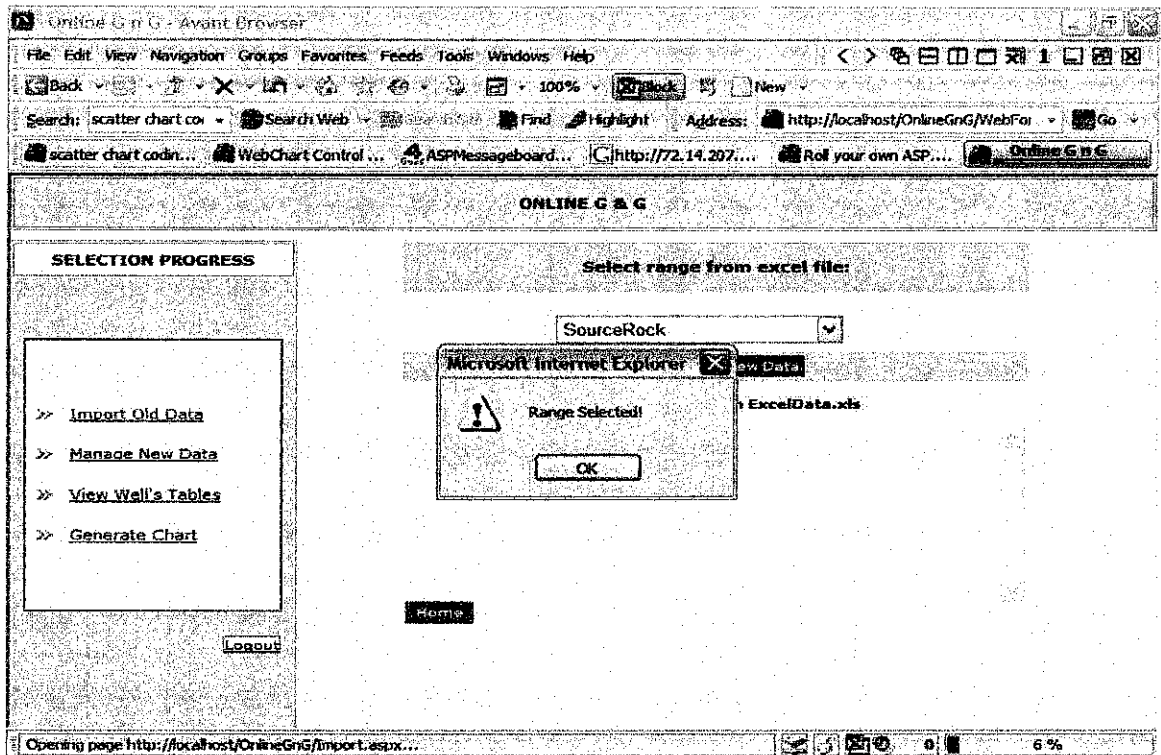 Online G n G - Avant Browser
File Edit View Navigation Groups Favorites Feeds Tools Windows Help
Back 100% Block New
Search: scatter chart co Search Web Find Highlight Address: http://localhost/OnlineGnG/WebFor Go
scatter chart codin... WebChart Control ... ASPMessageboard... http://72.14.207.... Roll your own ASP.... Online G n G
ONLINE G & G
SELECTION PROGRESS
Select range from excel file:
SourceRock
Microsoft Internet Explorer
ew Data
Range Selected!
ExcelData.xls
OK
>> Import Old Data
>> Manage New Data
>> View Well's Tables
>> Generate Chart
Home
Logout
Opening page http://localhost/OnlineGnG/Import.aspx... 0 6 %